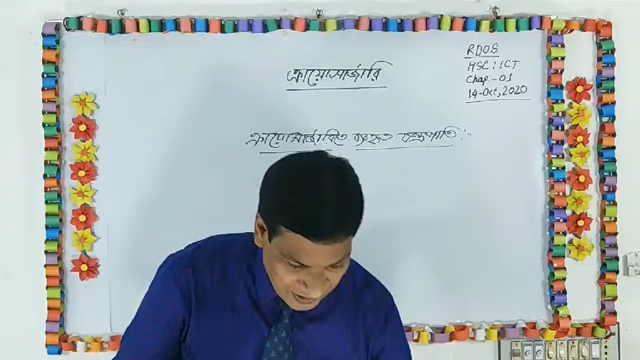 ক্রায়োসার্জারি
RDOS
HSC : ICT
Chap - 01
14-Oct, 2020
ক্রায়োসার্জারিতে ব্যবহৃত যন্ত্রপাতি :-